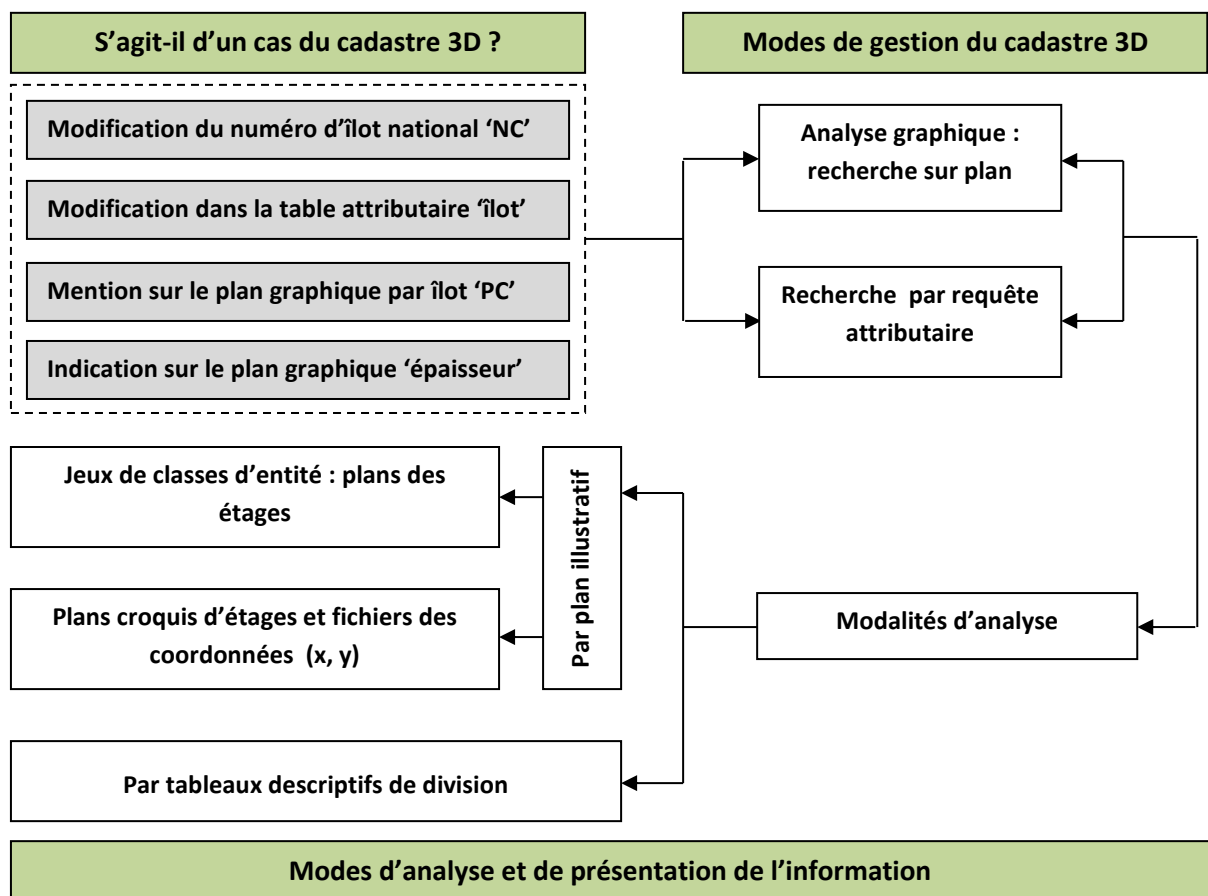 S’agit-il d’un cas du cadastre 3D ?
Modes de gestion du cadastre 3D
Modification du numéro d’îlot national ‘NC’
Modification dans la table attributaire ‘îlot’
Mention sur le plan graphique par îlot ‘PC’
Indication sur le plan graphique ‘épaisseur’
Analyse graphique :
recherche sur plan
Recherche par requête
attributaire
Jeux de classes d’entité : plans des
étages
Plans croquis d’étages et fichiers des
coordonnées (x, y)
Par plan illustratif
Modalités d’analyse
Par tableaux descriptifs de division
Modes d’analyse et de présentation de l’information